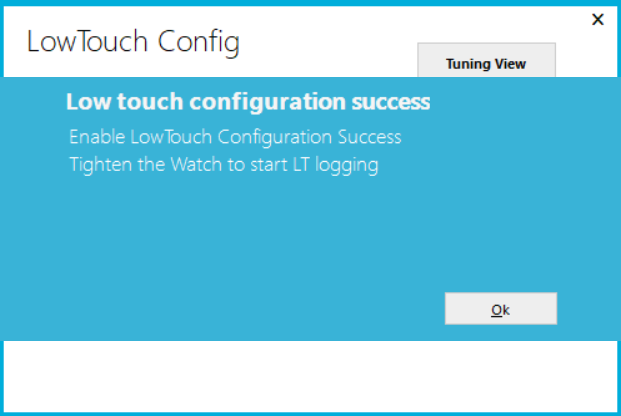 LowTouch Config
Tuning View
Low touch configuration success
Enable LowTouch Configuration Success
Tighten the Watch to start LT logging
Ok